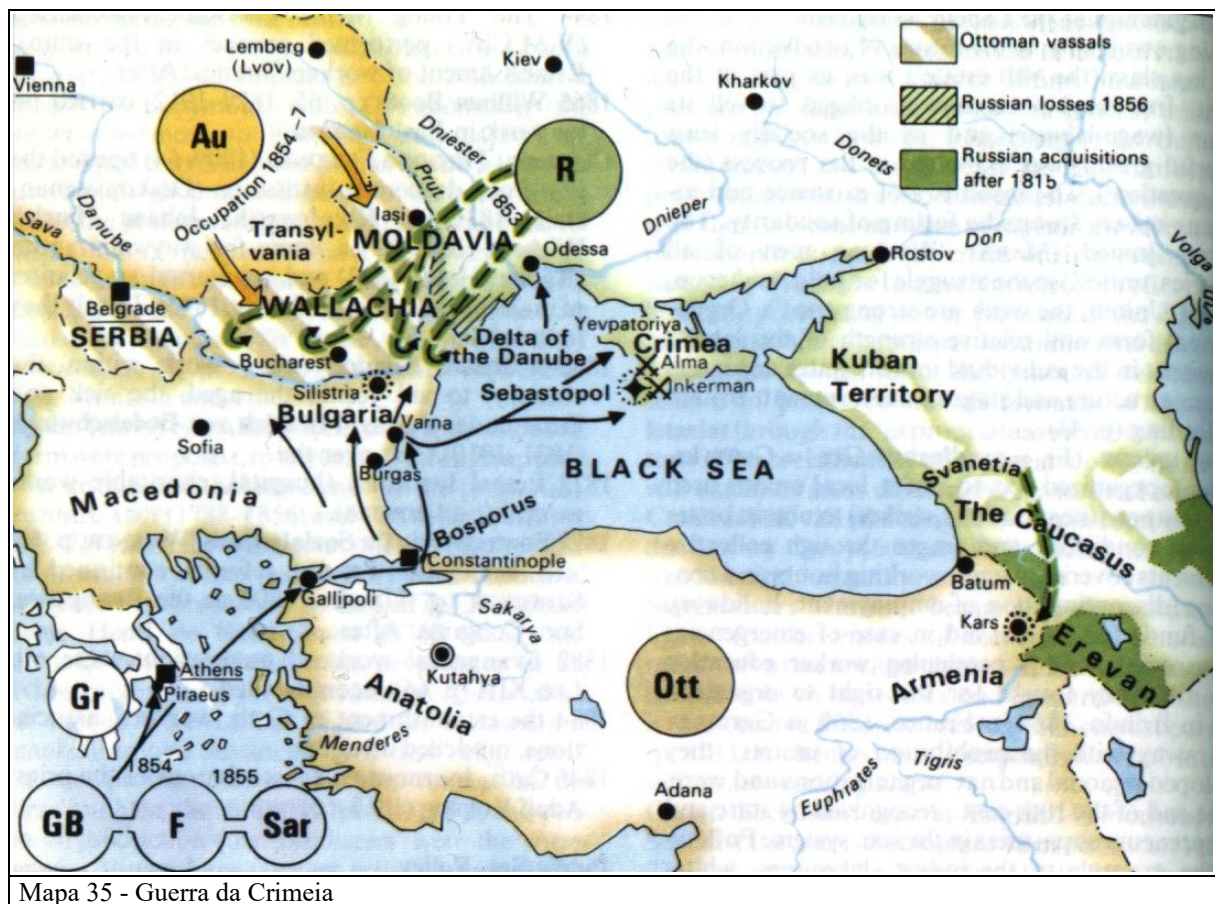 Vienna
Lemberg
(Lvov)
Kiev
Kharkov
Ottoman vassals
Russian losses 1856
Russian acquisitions
after 1815
Au
R
Occupation 1854-7
Dniester
Prut
1853
Donets
Dnieper
Don
Volga
Sava
Danube
Iasi
Transyl-
vania
MOLDAVIA
Odessa
Rostov
Belgrade
SERBIA
WALLACHIA
Bucharest
Delta of
the Danube
Yevpatoriya
Crimea
Alma
Inkerman
Sebastopol
Kuban
Territory
Silistria
Bulgaria
Varna
Sofia
Burgas
BLACK SEA
Svanetia
The Caucasus
Macedonia
Bosporus
Constantinople
Gallipoli
Sakarya
Batum
Kars
Erevan
Kutahya
Ott
Armenia
Athens
Piraeus
Gr
Anatolia
Menderes
1854
1855
Tigris
Euphrates
Adana
GB
F
Sar
Mapa 35 - Guerra da Crimeia